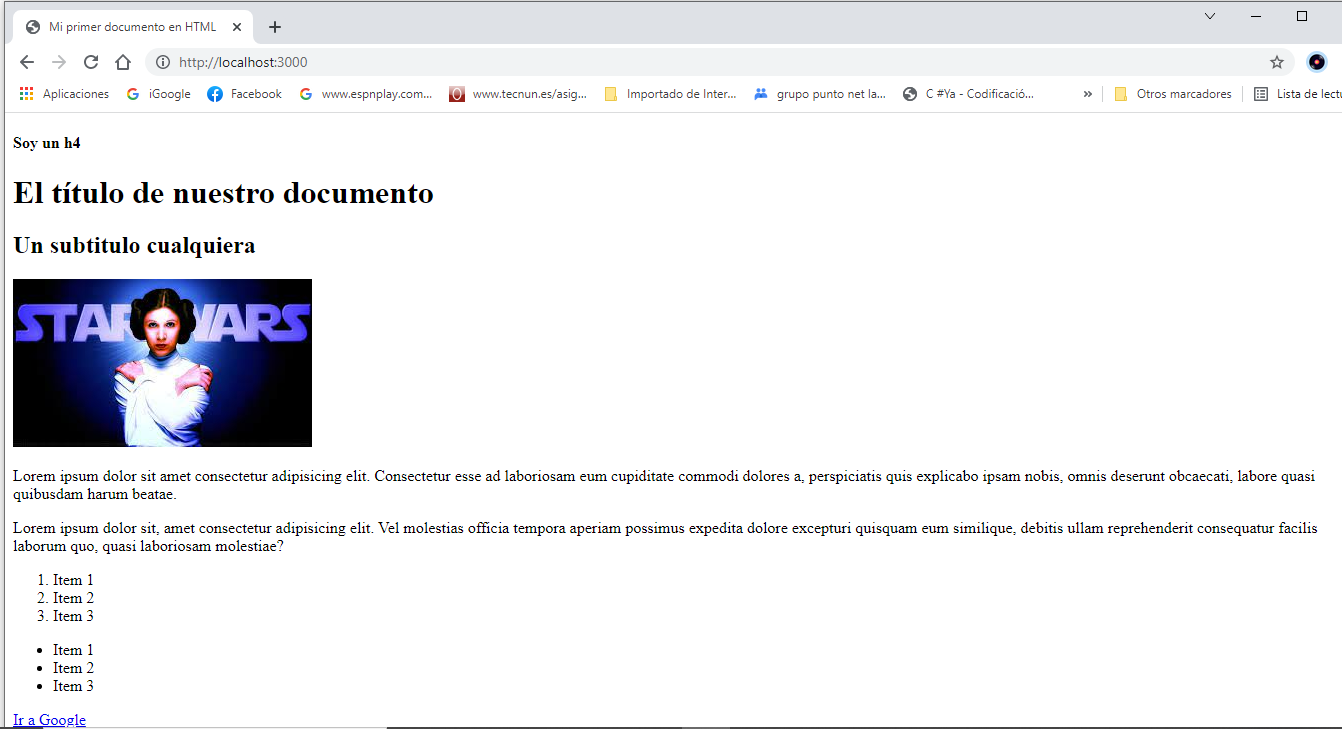 Mi primer documento en HTML
http://localhost:3000
Aplicaciones iGoogle Facebook www.espnplay.com... www.tecnun.es/asig... Importado de Inter... grupo punto net la... C #Ya - Codificació... » Otros marcadores Lista de lectu
Soy un h4
El título de nuestro documento
Un subtitulo cualquiera
STAR WARS
Lorem ipsum dolor sit amet consectetur adipisicing elit. Consectetur esse ad laboriosam eum cupiditate commodi dolores a, perspiciatis quis explicabo ipsam nobis, omnis deserunt obcaecati, labore quasi
quibusdam harum beatae.
Lorem ipsum dolor sit, amet consectetur adipisicing elit. Vel molestias officia tempora aperiam possimus expedita dolore excepturi quisquam eum similique, debitis ullam reprehenderit consequatur facilis
laborum quo, quasi laboriosam molestiae?
1. Item 1
2. Item 2
3. Item 3
• Item 1
• Item 2
• Item 3
Ir a Google